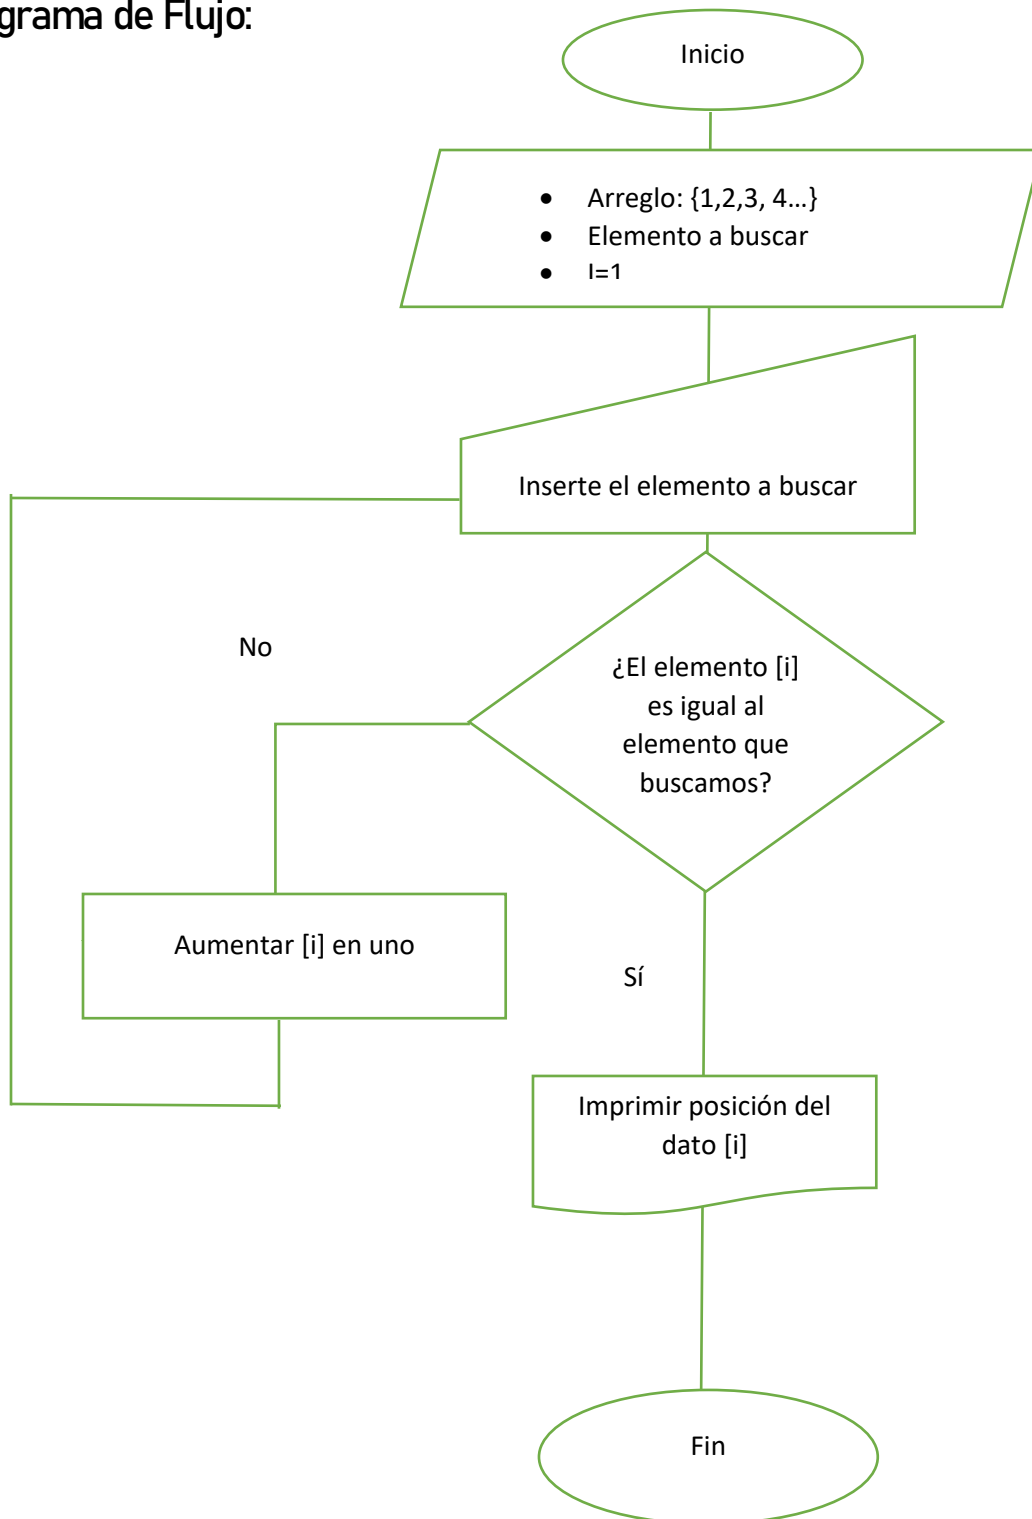 grama de Flujo:
Inicio
• Arreglo: {1,2,3, 4…}
• Elemento a buscar
• I=1
Inserte el elemento a buscar
No
¿El elemento [i]
es igual al
elemento que
buscamos?
Aumentar [i] en uno
Sí
Imprimir posición del
dato [i]
Fin